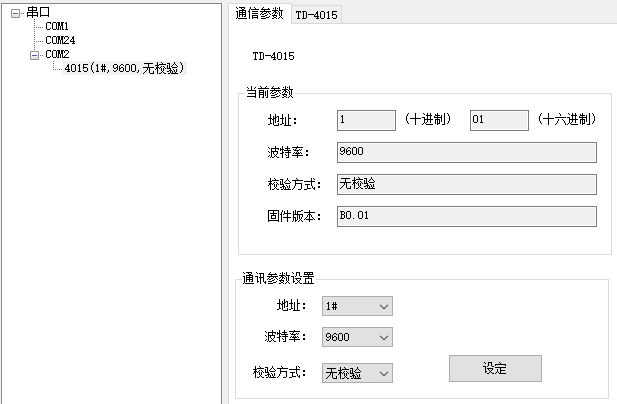 串口
COM1
COM24
COM2
4015(1#,9600,无校验)
通信参数 TD-4015
TD-4015
当前参数
地址: 1 (十进制) 01 (十六进制)
波特率: 9600
校验方式: 无校验
固件版本: B0.01
通讯参数设置
地址: 1#
波特率: 9600
校验方式: 无校验 设定